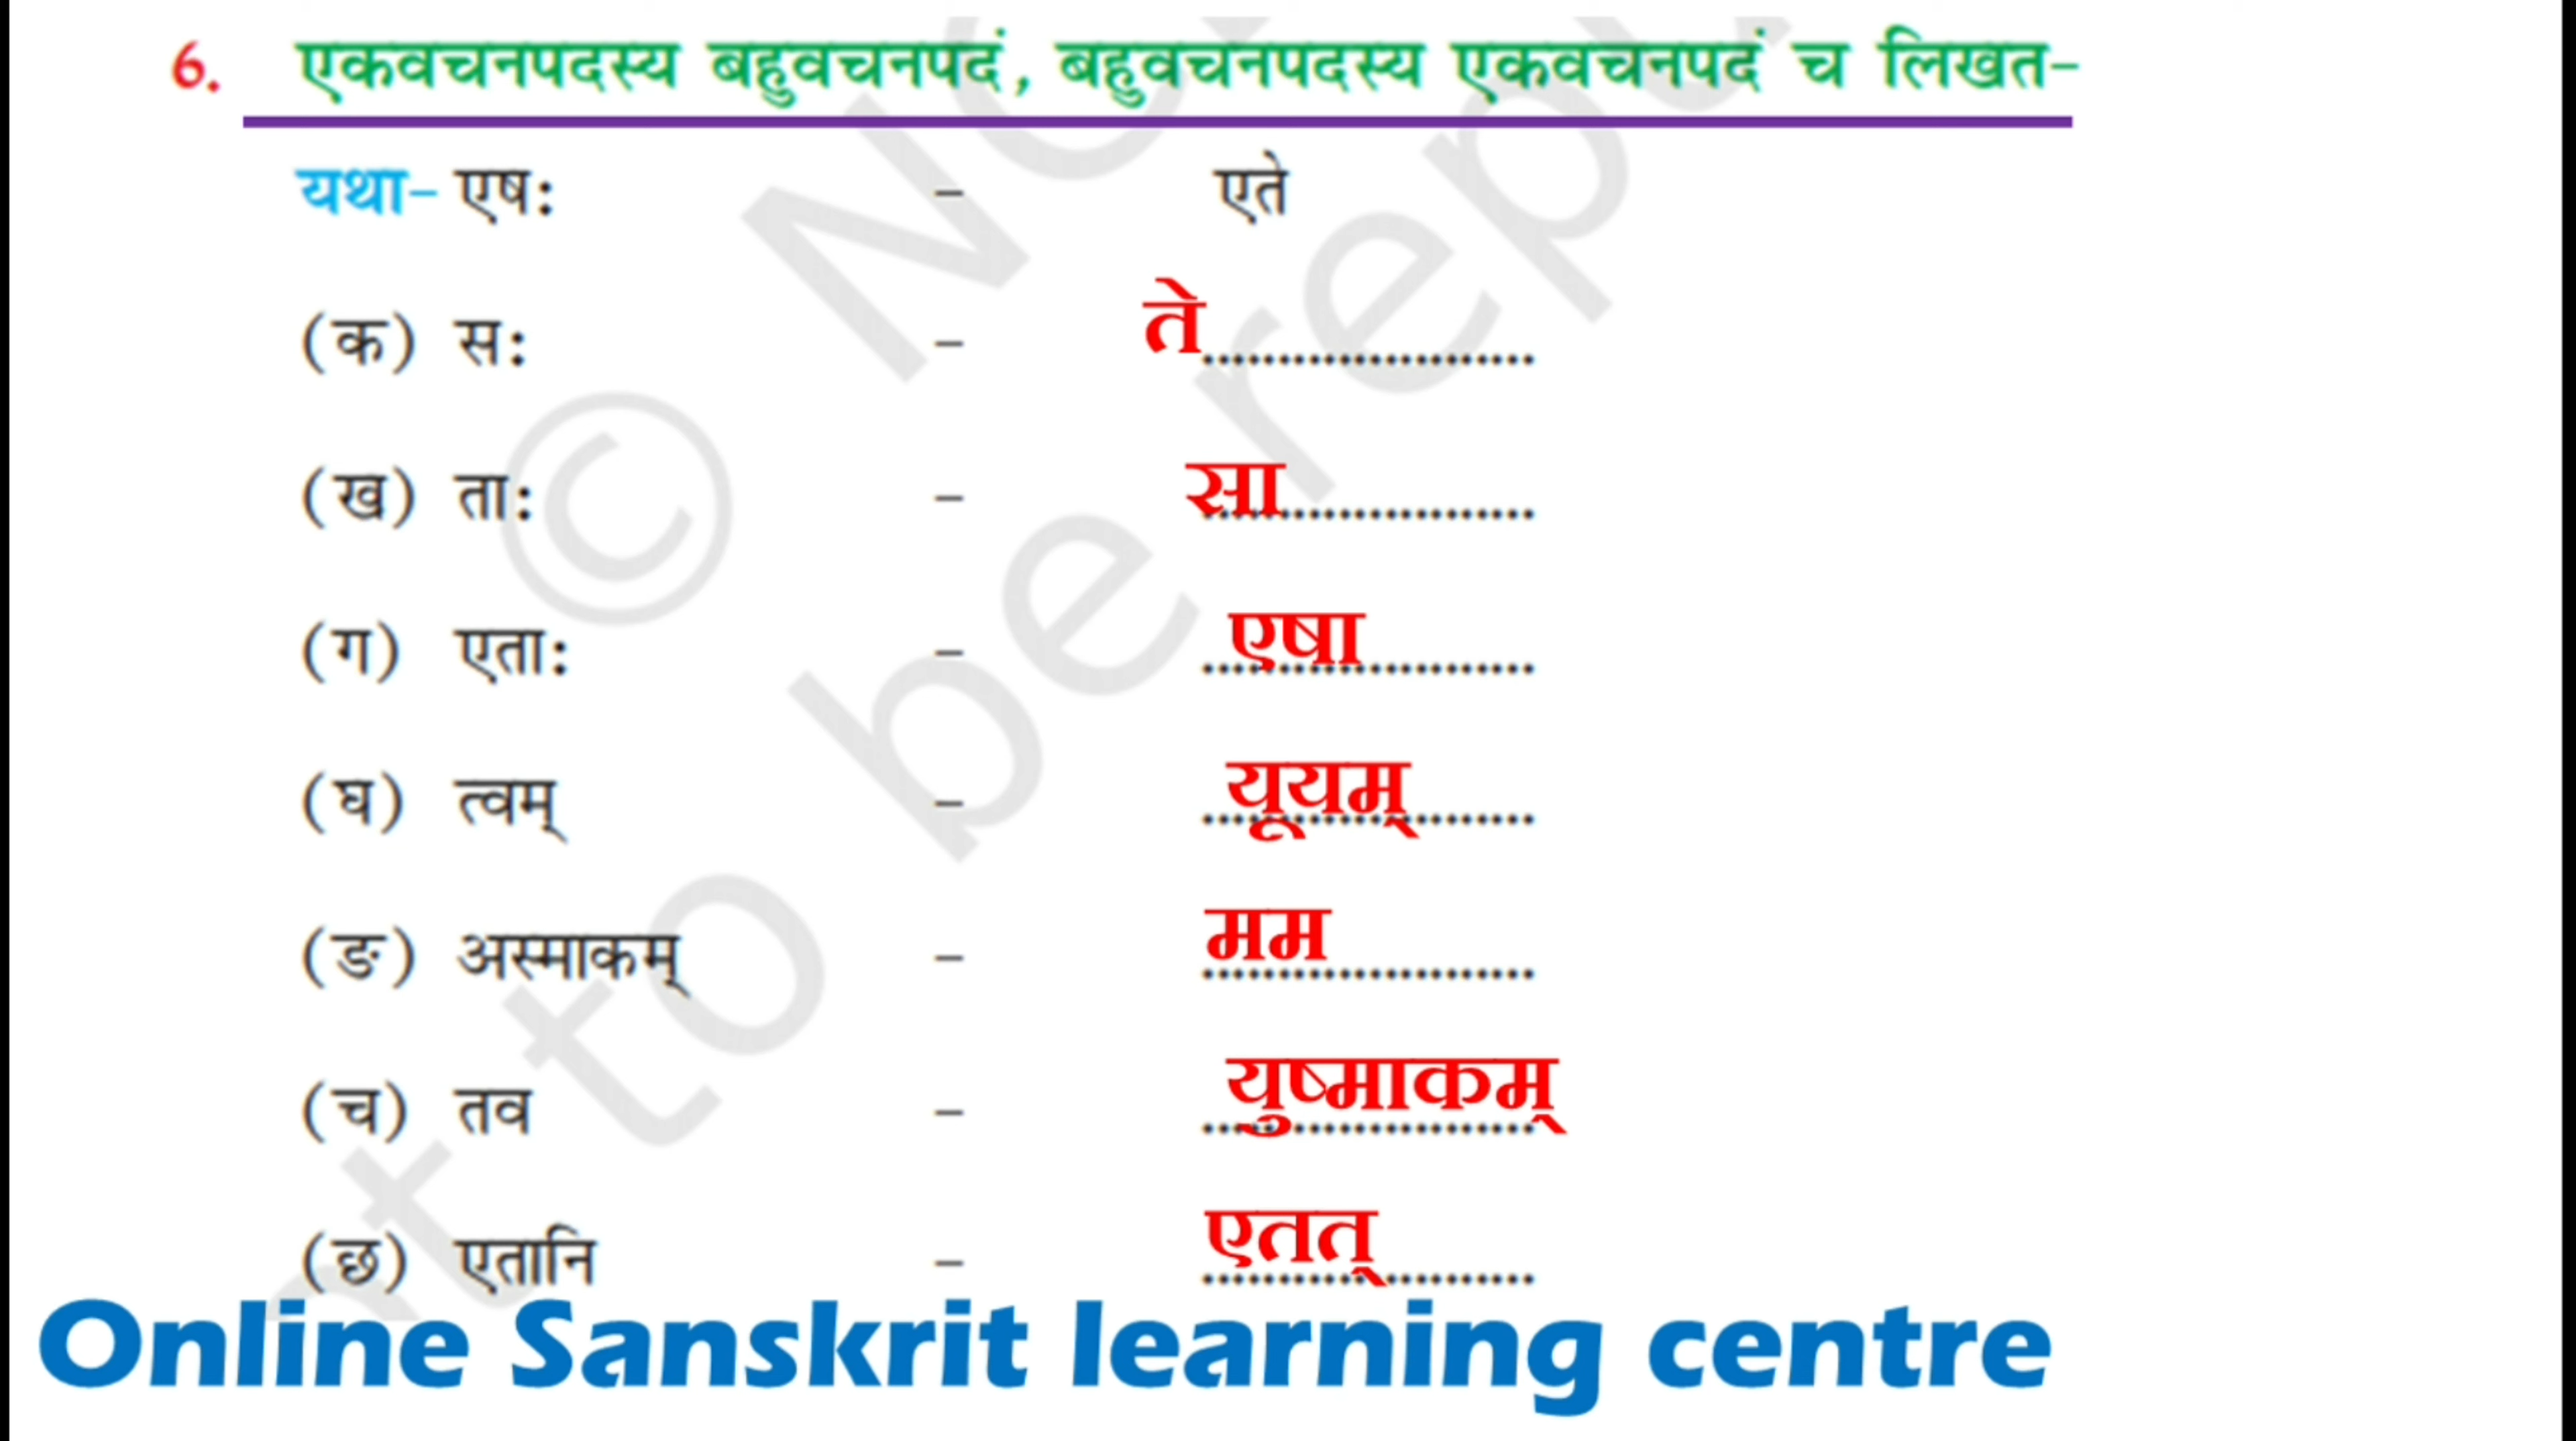 6. एकवचनपदस्य बहुवचनपदं, बहुवचनपदस्य एकवचनपदं च लिखत–
यथा– एषः – एते
(क) सः – ते.....................
(ख) ताः – सा.....................
(ग) एताः – एषा.....................
(घ) त्वम् – यूयम्.....................
(ङ) अस्माकम् – मम.....................
(च) तव – युष्माकम्.....................
(छ) एतानि – एतत्.....................
Online Sanskrit learning centre